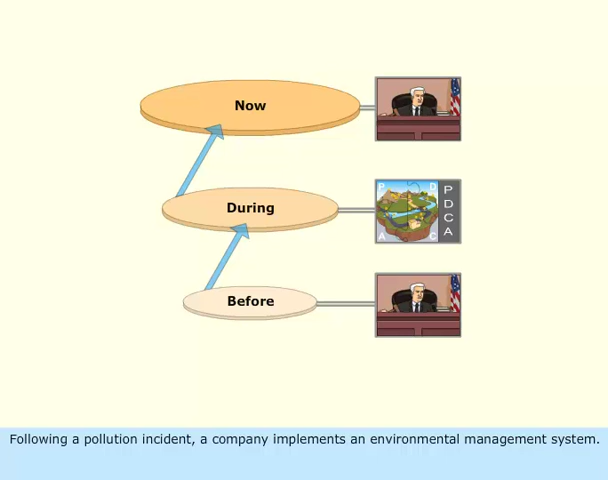 Now
P D
A C
P
D
C
A
During
Before
Following a pollution incident, a company implements an environmental management system.